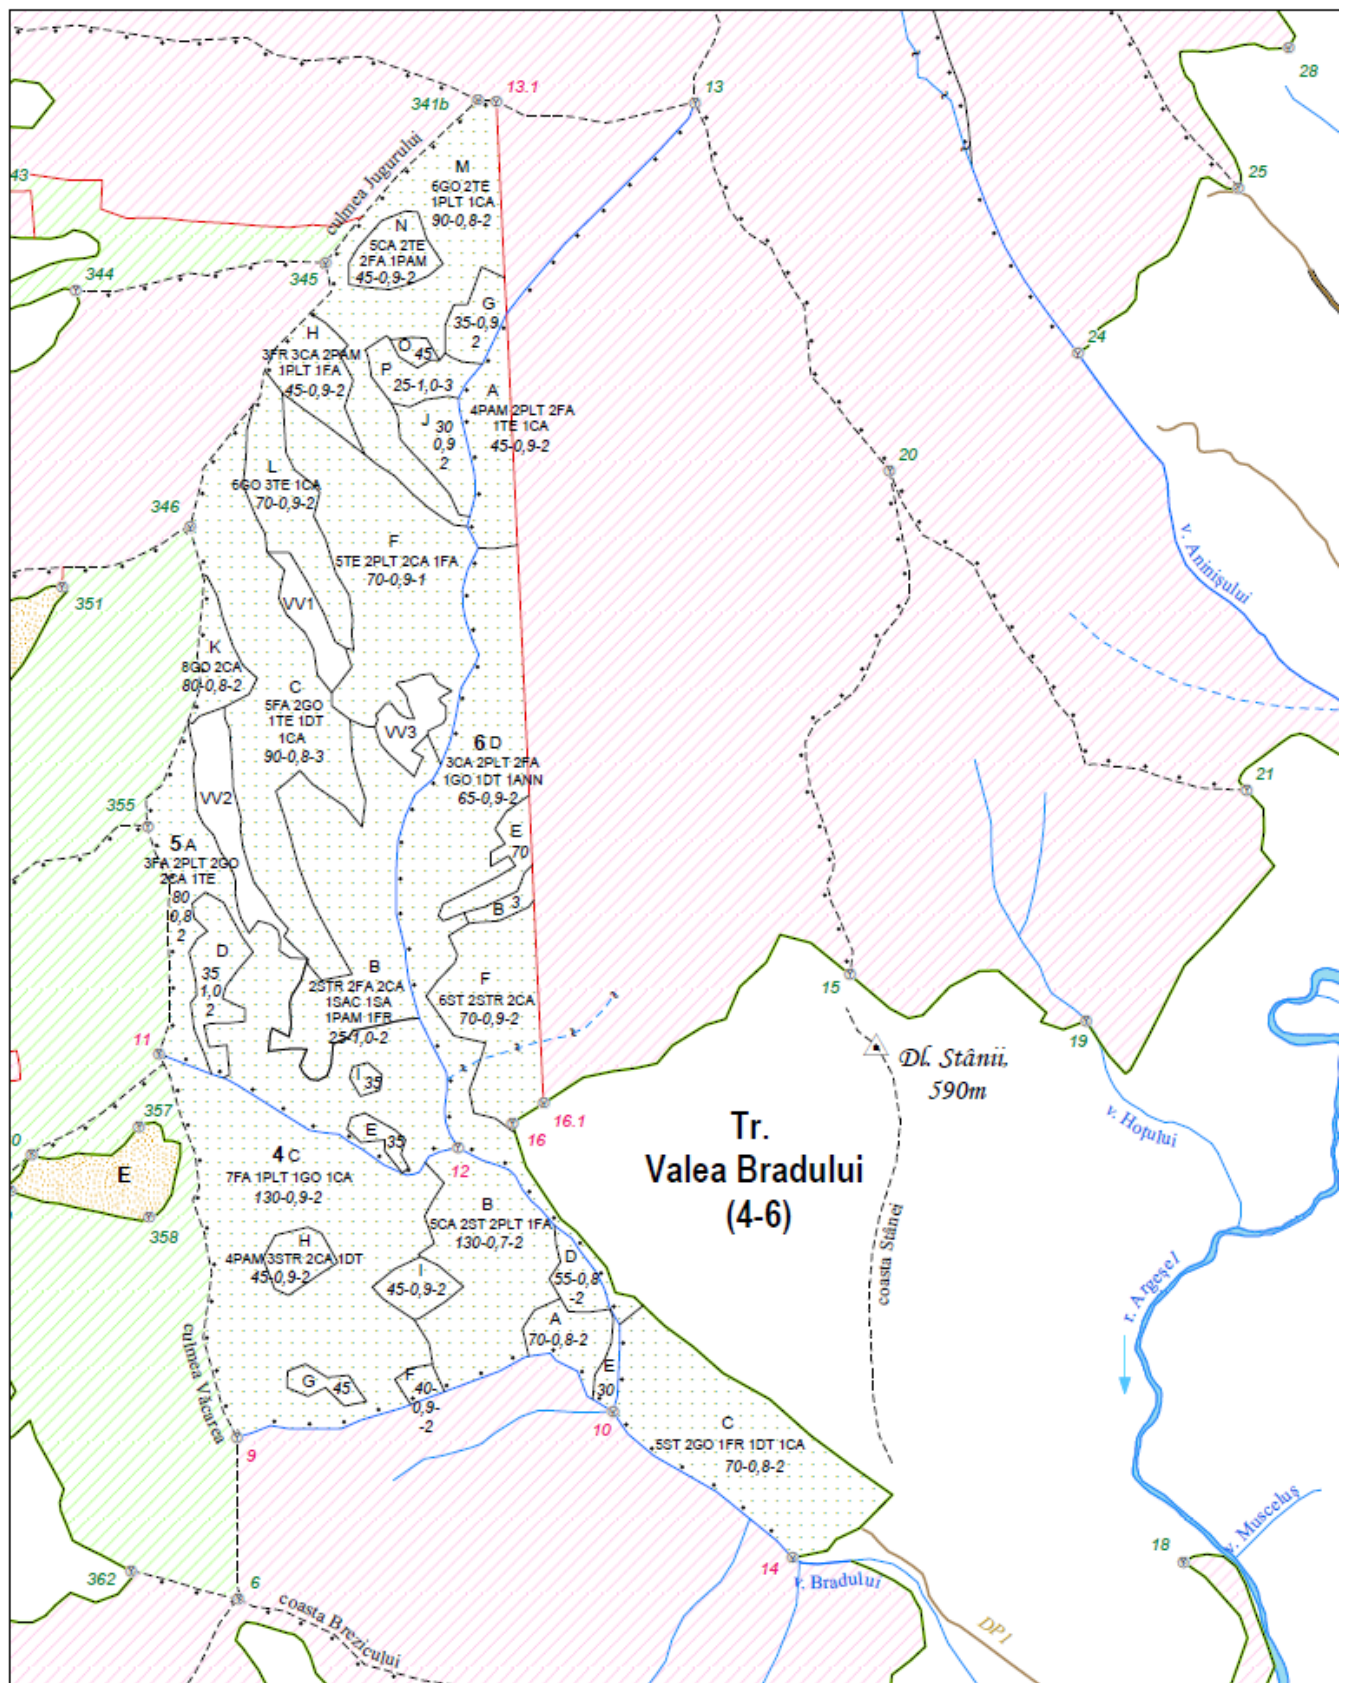 28
13.1
13
341b
culmea Jugurului
M
6GO 2TE
1PLT 1CA
90-0,8-2
25
43
N
5CA 2TE
2FA 1PAM
45-0,9-2
345
344
G
35-0,9
2
H
3FR 3CA 2PAM
1PLT 1FA
45-0,9-2
O
45
P
25-1,0-3
24
A
4PAM 2PLT 2FA
1TE 1CA
45-0,9-2
J
30
0,9
2
L
6GO 3TE 1CA
70-0,9-2
20
346
F
5TE 2PLT 2CA 1FA
70-0,9-1
v. Aninişului
351
VV1
K
8GO 2CA
80-0,8-2
C
5FA 2GO
1TE 1DT
1CA
90-0,8-3
VV3
6 D
3CA 2PLT 2FA
1GO 1DT 1ANN
65-0,9-2
21
VV2
355
5 A
3FA 2PLT 2GO
2CA 1TE
80
0,8
2
E
70
B
3
D
35
1,0
2
B
2STR 2FA 2CA
1SAC 1SA
1PAM 1FR
25-1,0-2
F
6ST 2STR 2CA
70-0,9-2
15
19
11
Dl. Stânii,
590m
I
35
16.1
16
v. Hoţului
357
0
E
E
35
12
Tr.
Valea Bradului
(4-6)
4 C
7FA 1PLT 1GO 1CA
130-0,9-2
358
B
5CA 2ST 2PLT 1FA
130-0,7-2
H
4PAM 3STR 2CA 1DT
45-0,9-2
I
45-0,9-2
D
55-0,8
-2
coasta Stânei
r. Argeşel
A
70-0,8-2
culmea Văcarea
G
45
F
40-
0,9-
-2
E
30
10
9
C
5ST 2GO 1FR 1DT 1CA
70-0,8-2
v. Musceluş
18
14
v. Bradului
362
6
coasta Brezicului
DP1